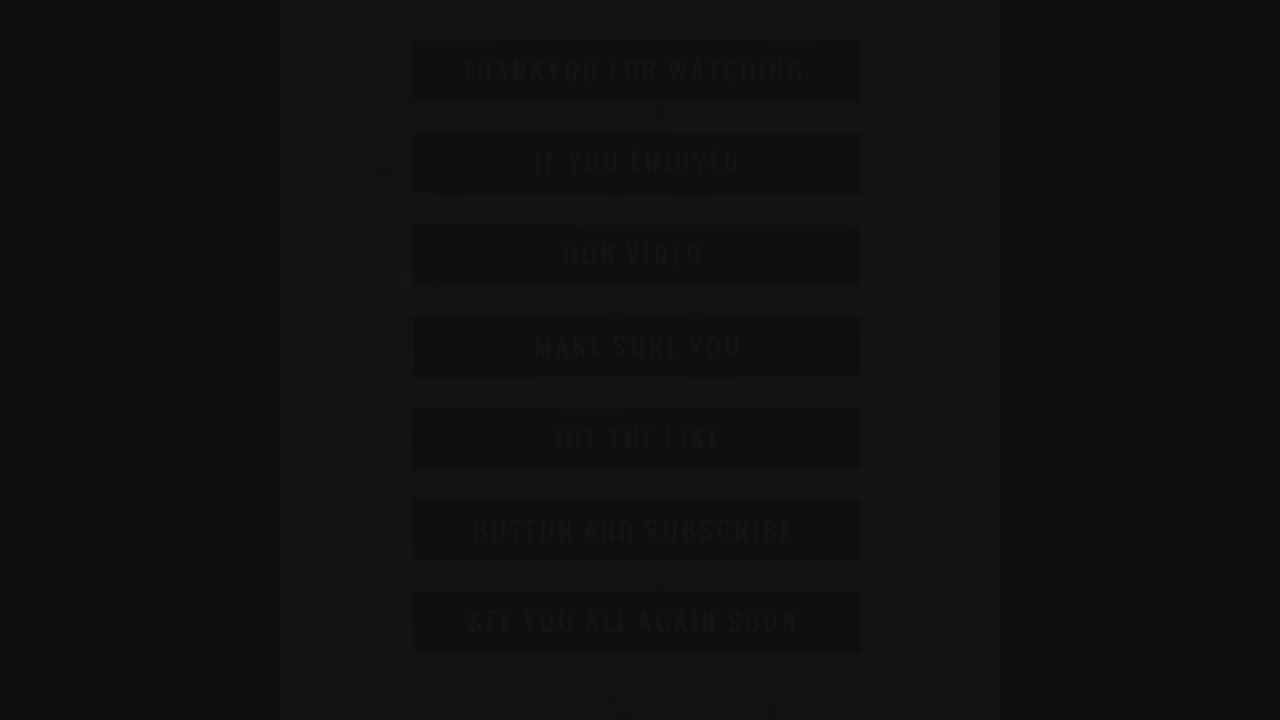 THANKYOU FOR WATCHING
IF YOU ENJOYED
OUR VIDEO,
MAKE SURE YOU
HIT THE LIKE
BUTTON AND SUBSCRIBE
SEE YOU ALL AGAIN SOON